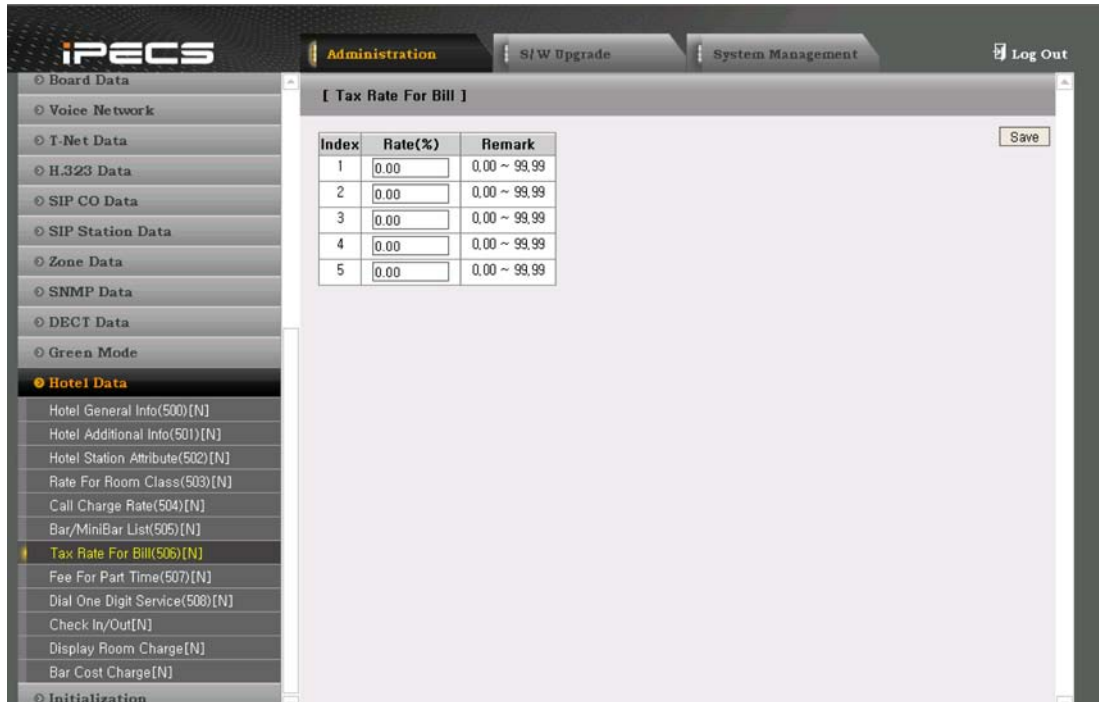 iPECS
Administration
S/W Upgrade
System Management
Log Out
Board Data
Voice Network
T-Net Data
H.323 Data
SIP CO Data
SIP Station Data
Zone Data
SNMP Data
DECT Data
Green Mode
Hotel Data
Hotel General Info(500)[N]
Hotel Additional Info(501)[N]
Hotel Station Attribute(502)[N]
Rate For Room Class(503)[N]
Call Charge Rate(504)[N]
Bar/MiniBar List(505)[N]
Tax Rate For Bill(506)[N]
Fee For Part Time(507)[N]
Dial One Digit Service(508)[N]
Check In/Out[N]
Display Room Charge[N]
Bar Cost Charge[N]
Initialization
[ Tax Rate For Bill ]
Save
Index Rate(%) Remark
1 0.00 0,00 ~ 99,99
2 0.00 0,00 ~ 99,99
3 0.00 0,00 ~ 99,99
4 0.00 0,00 ~ 99,99
5 0.00 0,00 ~ 99,99